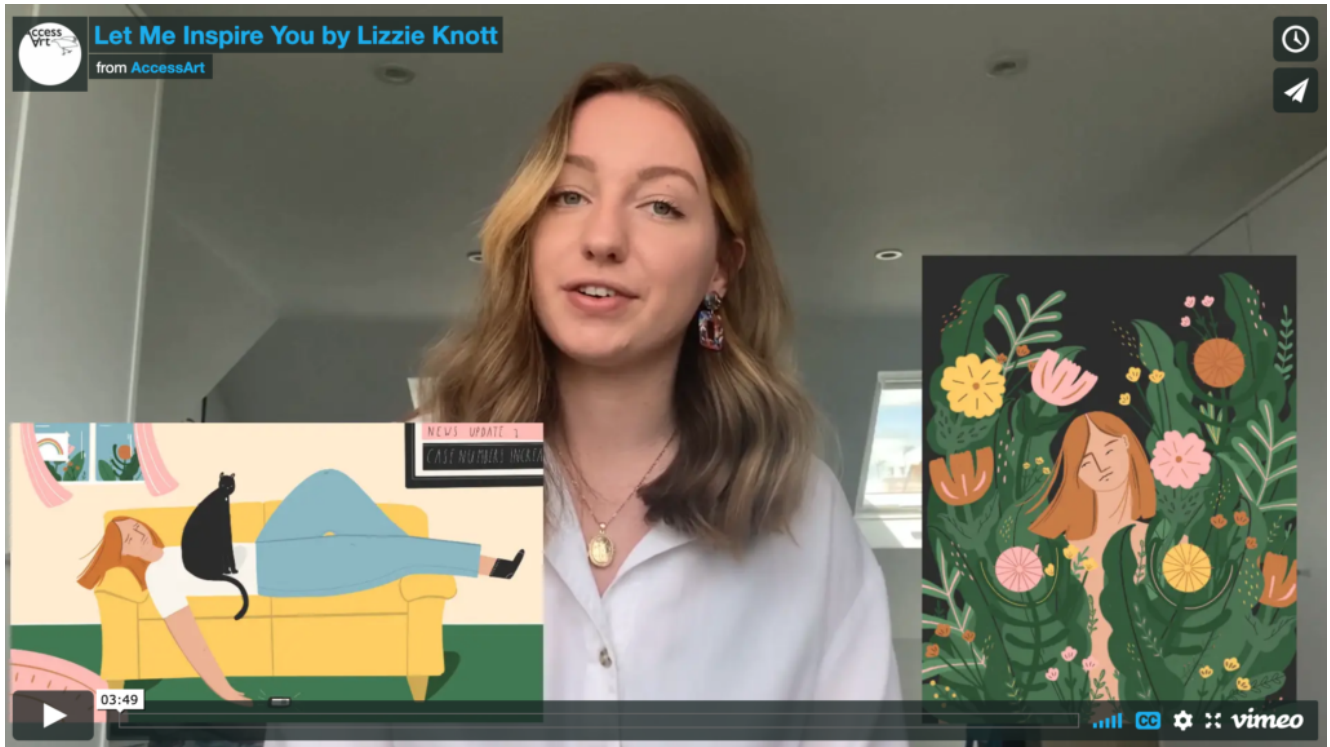 ccess
Art
Let Me Inspire You by Lizzie Knott
from AccessArt
NEWS UPDATE
CASE NUMBERS INCREA
03:49
CC
vimeo